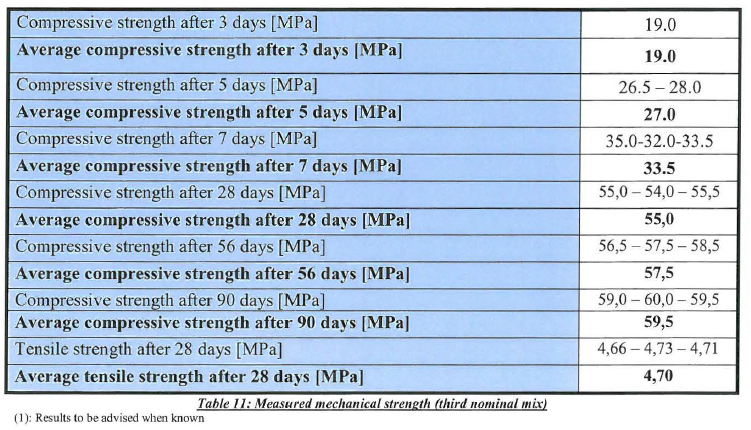 Compressive strength after 3 days [MPa] 19.0
Average compressive strength after 3 days [MPa] 19.0
Compressive strength after 5 days [MPa] 26.5 – 28.0
Average compressive strength after 5 days [MPa] 27.0
Compressive strength after 7 days [MPa] 35.0-32.0-33.5
Average compressive strength after 7 days [MPa] 33.5
Compressive strength after 28 days [MPa] 55,0 – 54,0 – 55,5
Average compressive strength after 28 days [MPa] 55,0
Compressive strength after 56 days [MPa] 56,5 – 57,5 – 58,5
Average compressive strength after 56 days [MPa] 57,5
Compressive strength after 90 days [MPa] 59,0 – 60,0 – 59,5
Average compressive strength after 90 days [MPa] 59,5
Tensile strength after 28 days [MPa] 4,66 – 4,73 – 4,71
Average tensile strength after 28 days [MPa] 4,70
Table 11: Measured mechanical strength (third nominal mix)
(1): Results to be advised when known